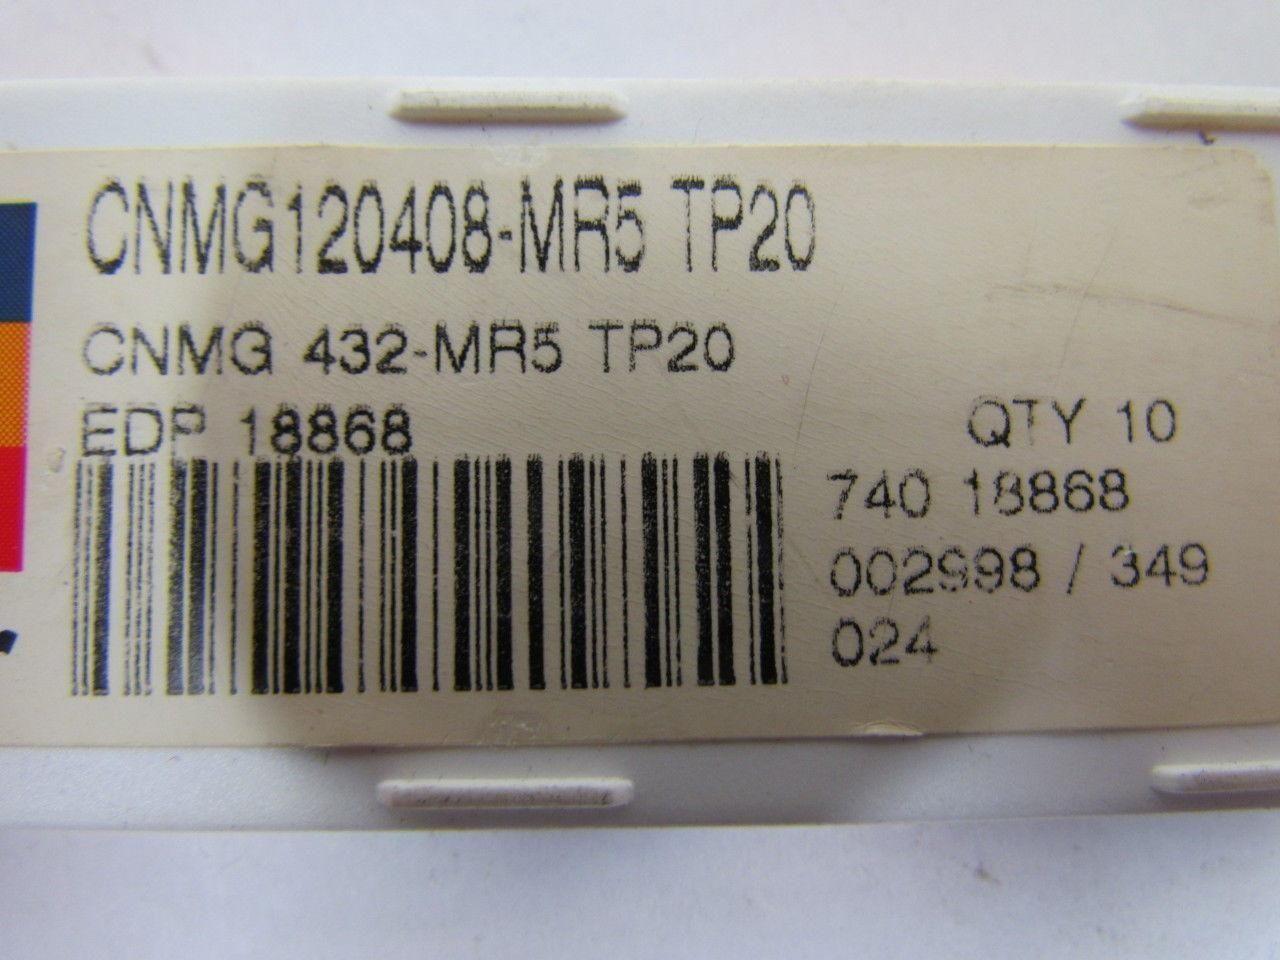 CNMG120408-MR5 TP20
CNMG 432-MR5 TP20
EDP 18868
QTY 10
740 18868
002998 / 349
024